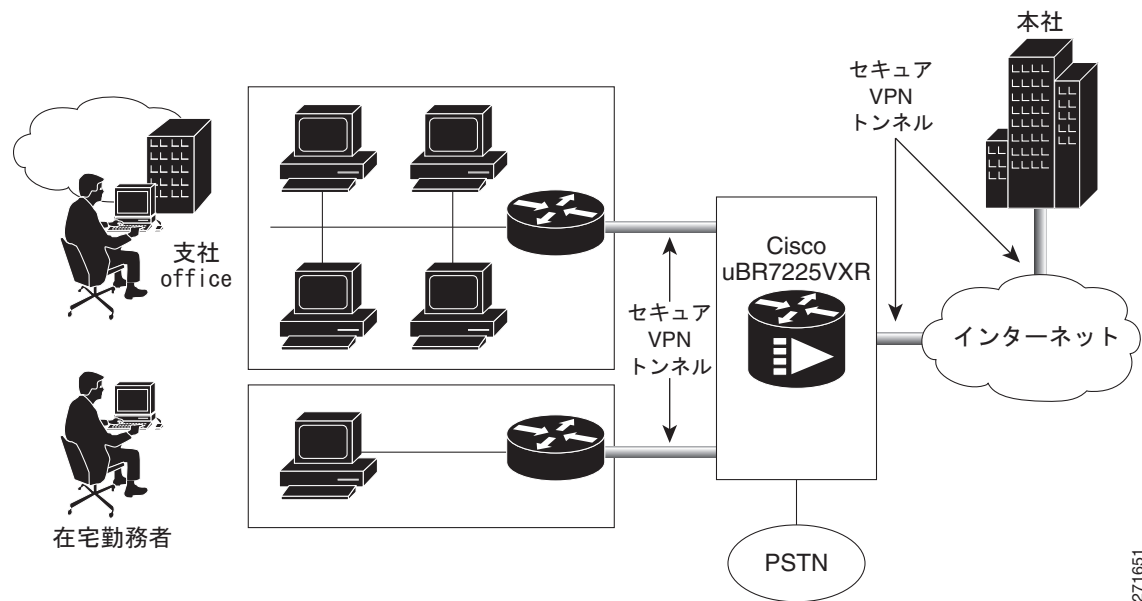 本社
セキュア
VPN
トンネル
支社
office
Cisco
uBR7225VXR
セキュア
VPN
トンネル
インターネット
在宅勤務者
PSTN
271651